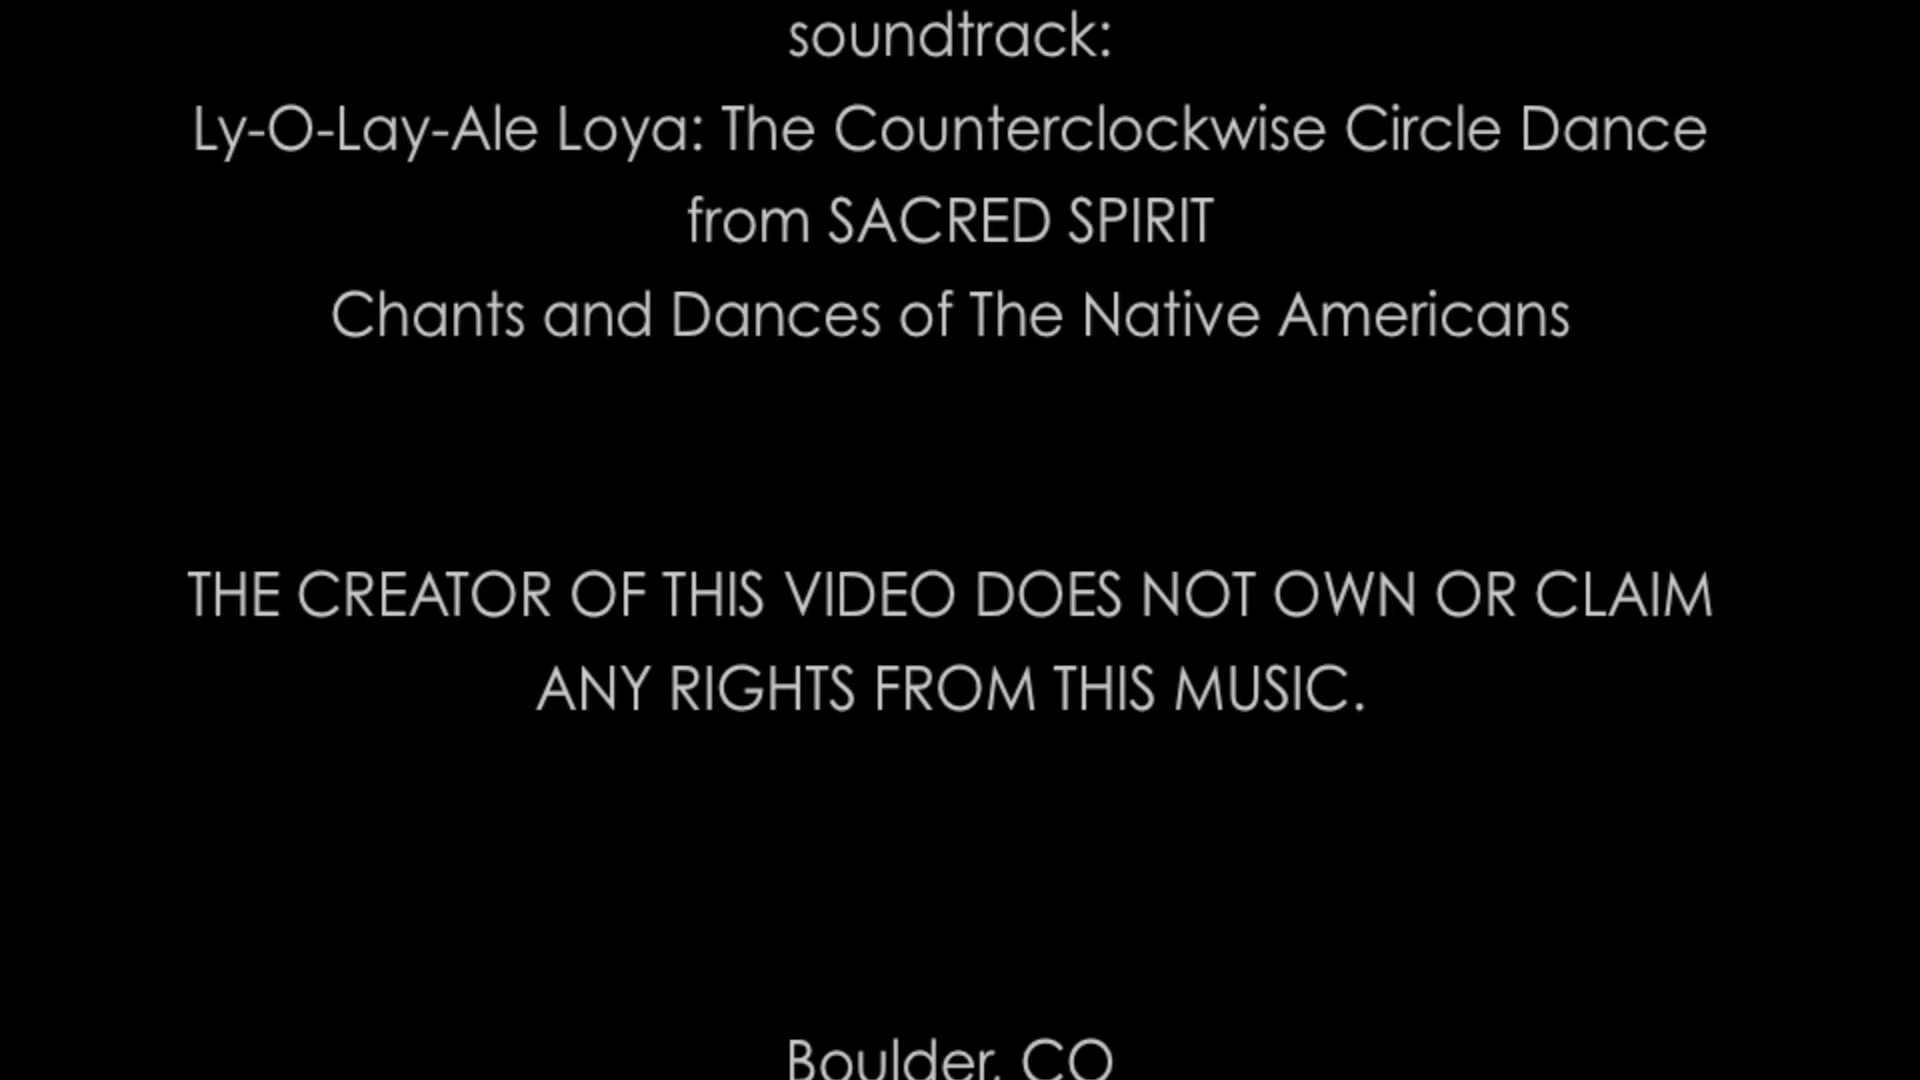 soundtrack:
Ly-O-Lay-Ale Loya: The Counterclockwise Circle Dance
from SACRED SPIRIT
Chants and Dances of The Native Americans
THE CREATOR OF THIS VIDEO DOES NOT OWN OR CLAIM
ANY RIGHTS FROM THIS MUSIC.
Boulder, CO